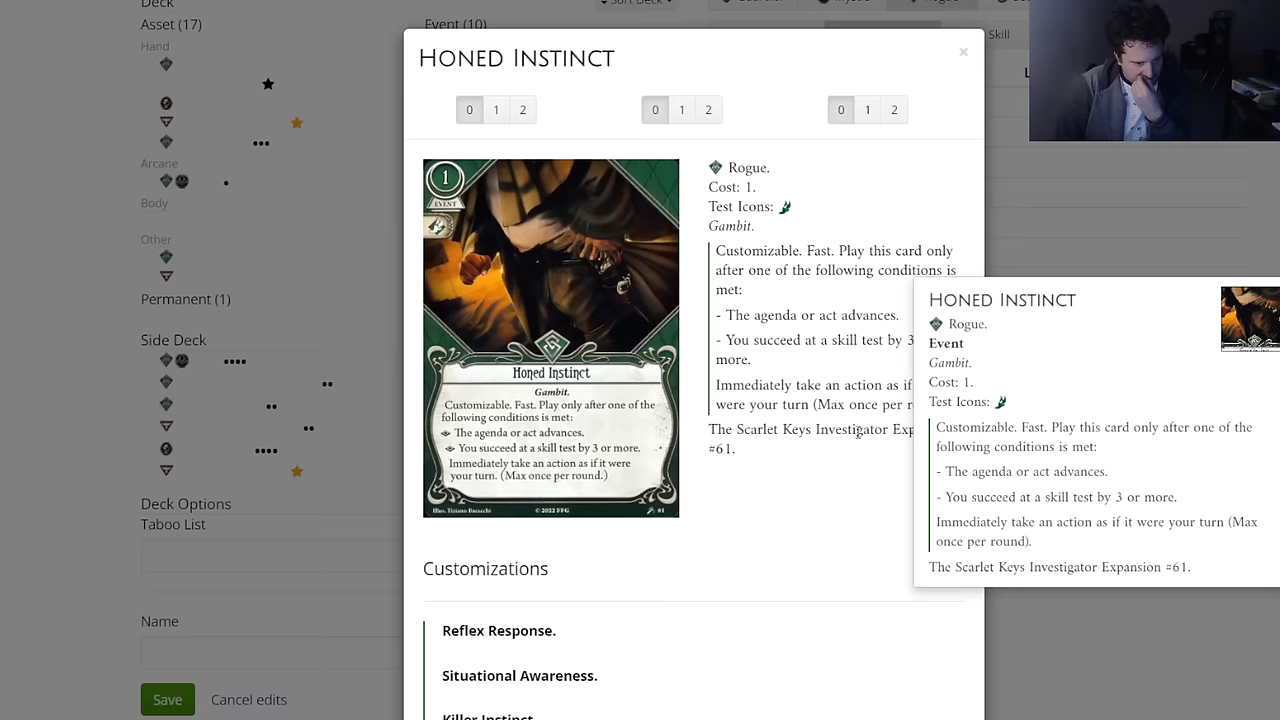 Deck
Asset (17)
Hand
Arcane
Body
Other
Permanent (1)
Side Deck
Deck Options
Taboo List
Name
Save
Cancel edits
Event (10)
Sort Deck
Skill
HONED INSTINCT
×
0 1 2
0 1 2
0 1 2
1
EVENT
Honed Instinct
Gambit.
Customizable. Fast. Play only after one of the
following conditions is met:
The agenda or act advances.
You succeed at a skill test by 3 or more.
Immediately take an action as if it were
your turn. (Max once per round.)
© 2022 FFG
61
Rogue.
Cost: 1.
Test Icons:
Gambit.
Customizable. Fast. Play this card only
after one of the following conditions is
met:
- The agenda or act advances.
- You succeed at a skill test by 3
more.
Immediately take an action as if
were your turn (Max once per
The Scarlet Keys Investigator Exp
#61.
Customizations
Reflex Response.
Situational Awareness.
Killer Instinct
HONED INSTINCT
Rogue.
Event
Gambit.
Cost: 1.
Test Icons:
Customizable. Fast. Play this card only after one of the
following conditions is met:
- The agenda or act advances.
- You succeed at a skill test by 3 or more.
Immediately take an action as if it were your turn (Max
once per round).
The Scarlet Keys Investigator Expansion #61.